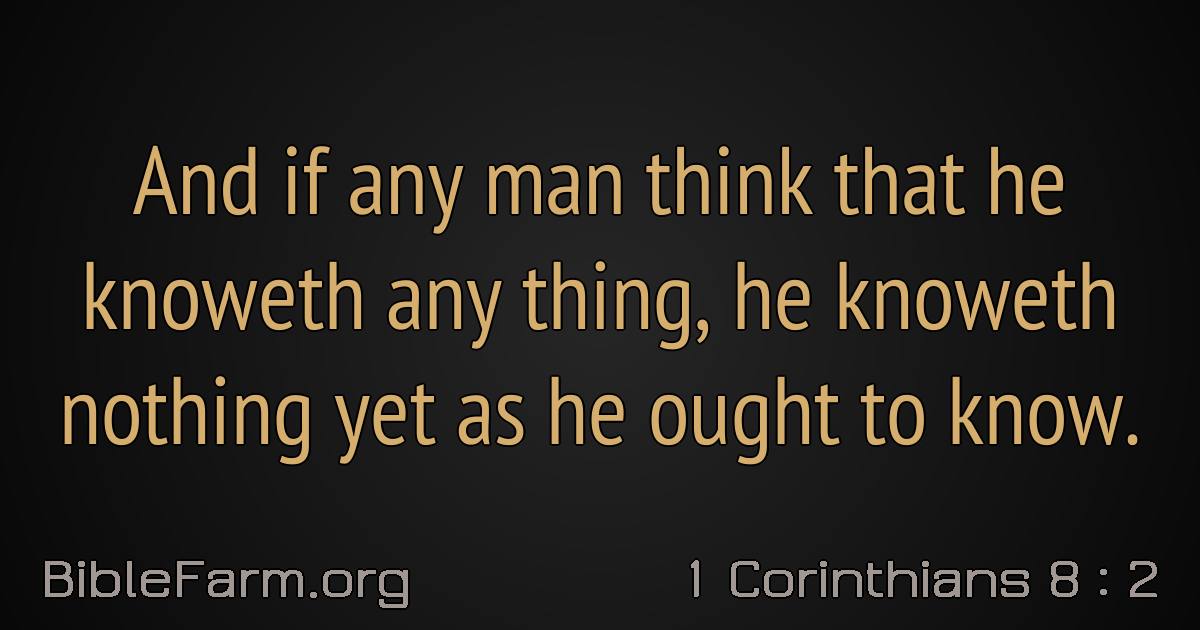 And if any man think that he
knoweth any thing, he knoweth
nothing yet as he ought to know.
BibleFarm.org
1 Corinthians 8 : 2